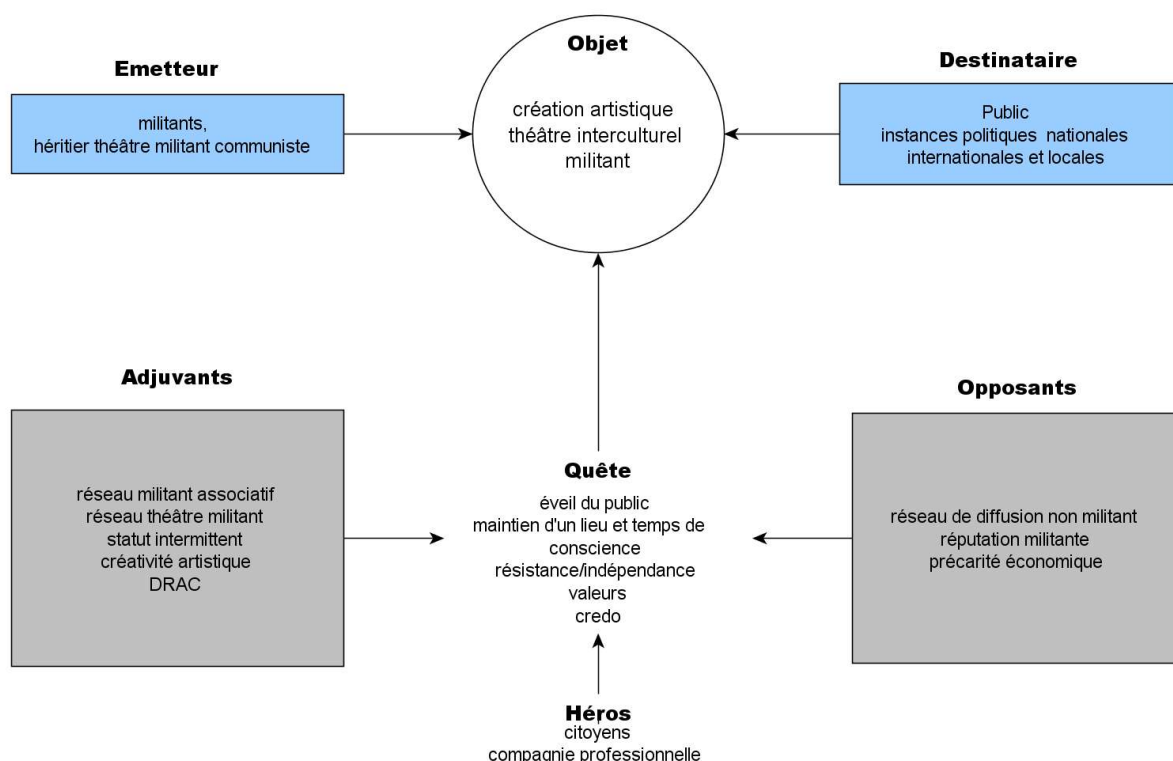 Objet
création artistique
théâtre interculturel
militant
Emetteur
militants,
héritier théâtre militant communiste
Destinataire
Public
instances politiques nationales
internationales et locales
Adjuvants
réseau militant associatif
réseau théâtre militant
statut intermittent
créativité artistique
DRAC
Quête
éveil du public
maintien d'un lieu et temps de
conscience
résistance/indépendance
valeurs
credo
Opposants
réseau de diffusion non militant
réputation militante
précarité économique
Héros
citoyens
compagnie professionnelle